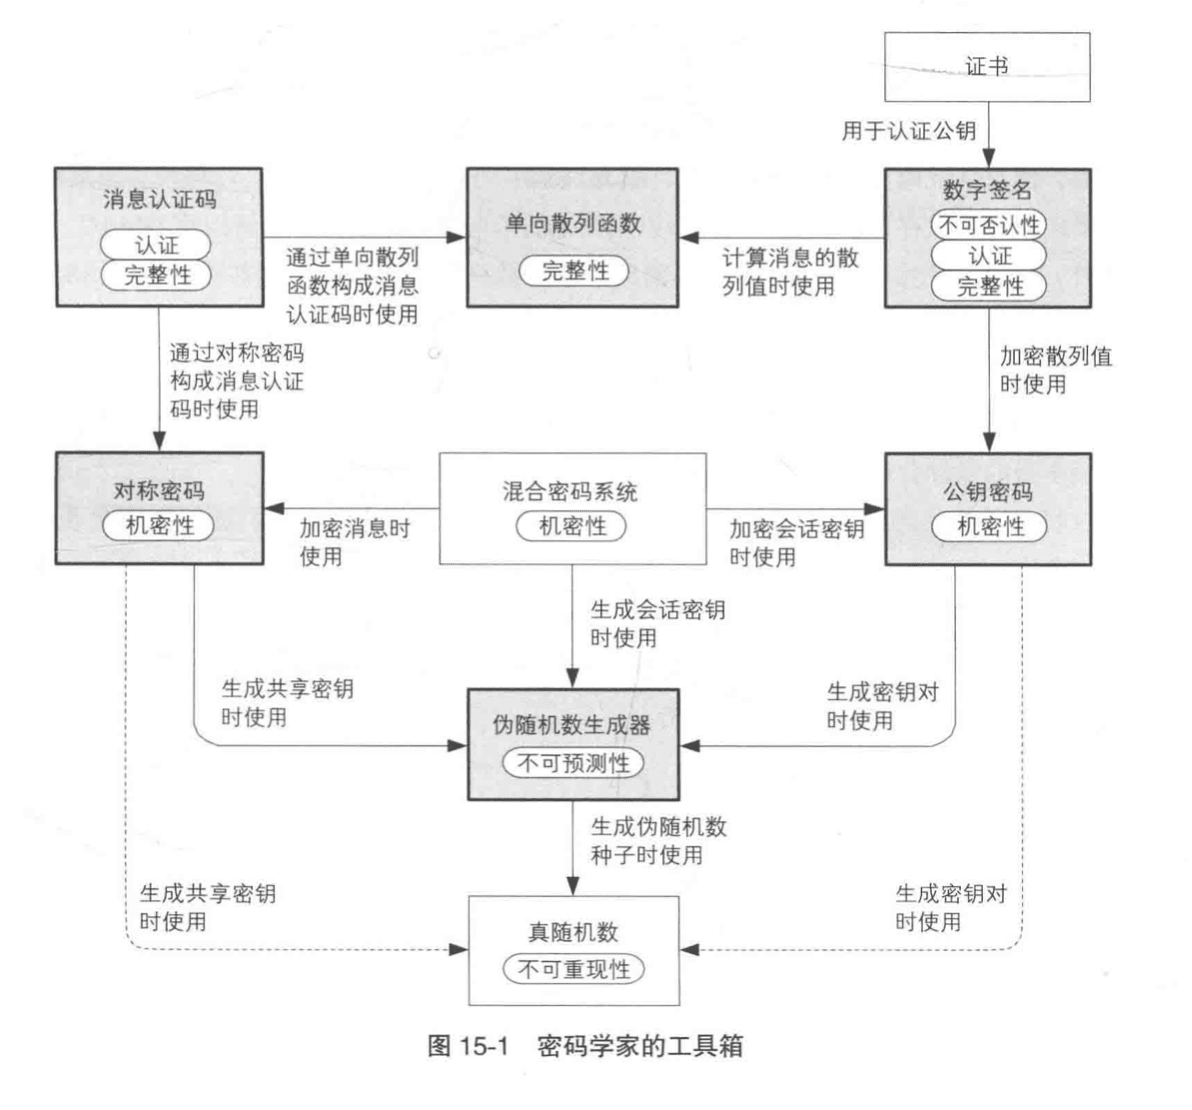 证书
用于认证公钥
消息认证码
认证
完整性
通过单向散列
函数构成消息
认证码时使用
单向散列函数
完整性
计算消息的散
列值时使用
数字签名
不可否认性
认证
完整性
通过对称密码
构成消息认证
码时使用
加密散列值
时使用
对称密码
机密性
加密消息时
使用
混合密码系统
机密性
加密会话密钥
时使用
公钥密码
机密性
生成会话密钥
时使用
生成共享密钥
时使用
伪随机数生成器
不可预测性
生成密钥对
时使用
生成伪随机数
种子时使用
生成共享密钥
时使用
真随机数
不可重现性
生成密钥对
时使用
图 15-1 密码学家的工具箱